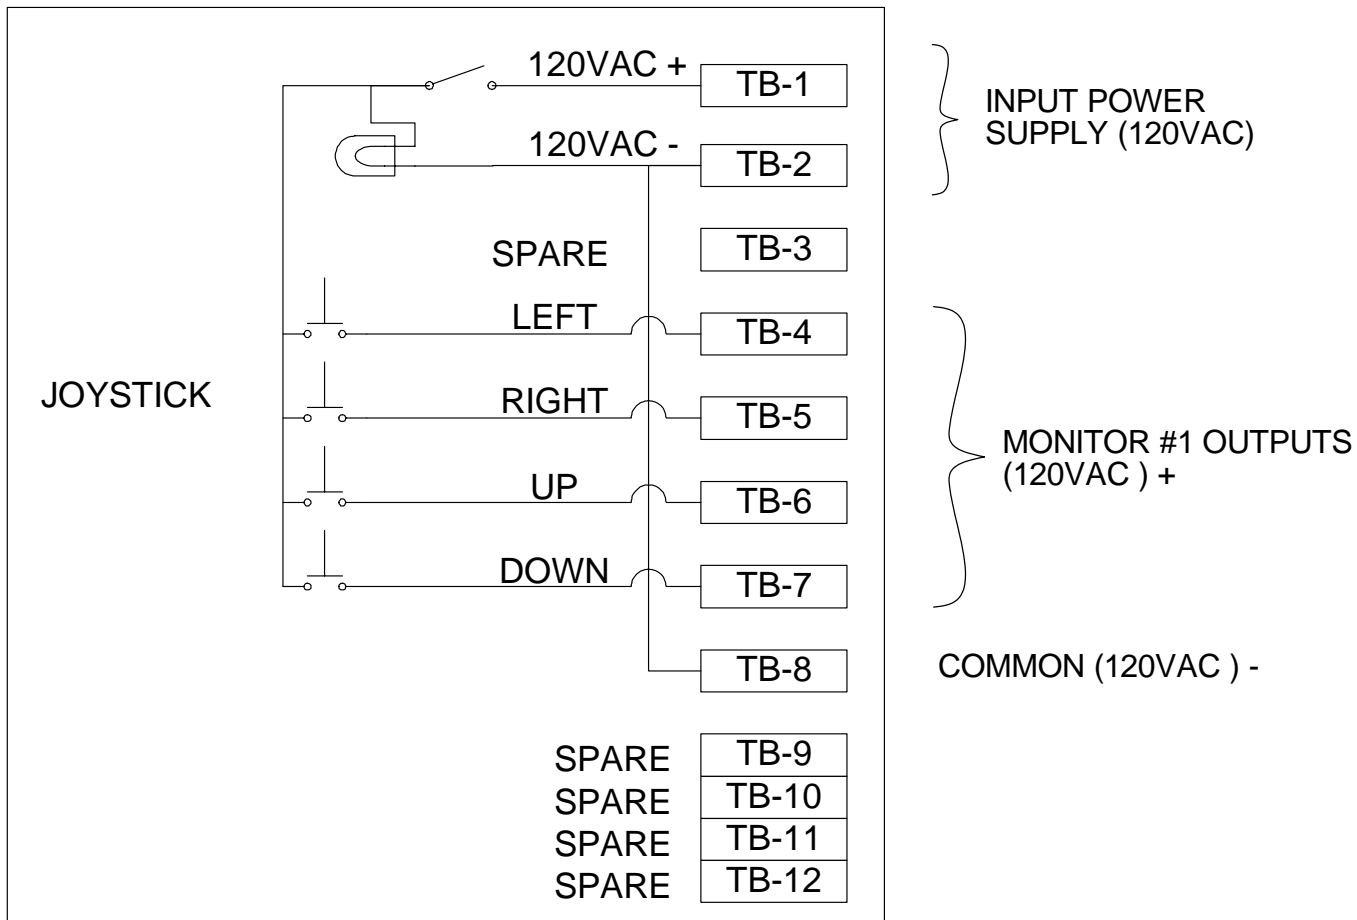 120VAC +
TB-1
INPUT POWER
SUPPLY (120VAC)
120VAC -
TB-2
SPARE
TB-3
LEFT
TB-4
JOYSTICK
RIGHT
TB-5
MONITOR #1 OUTPUTS
(120VAC ) +
UP
TB-6
DOWN
TB-7
TB-8
COMMON (120VAC ) -
SPARE
TB-9
SPARE
TB-10
SPARE
TB-11
SPARE
TB-12